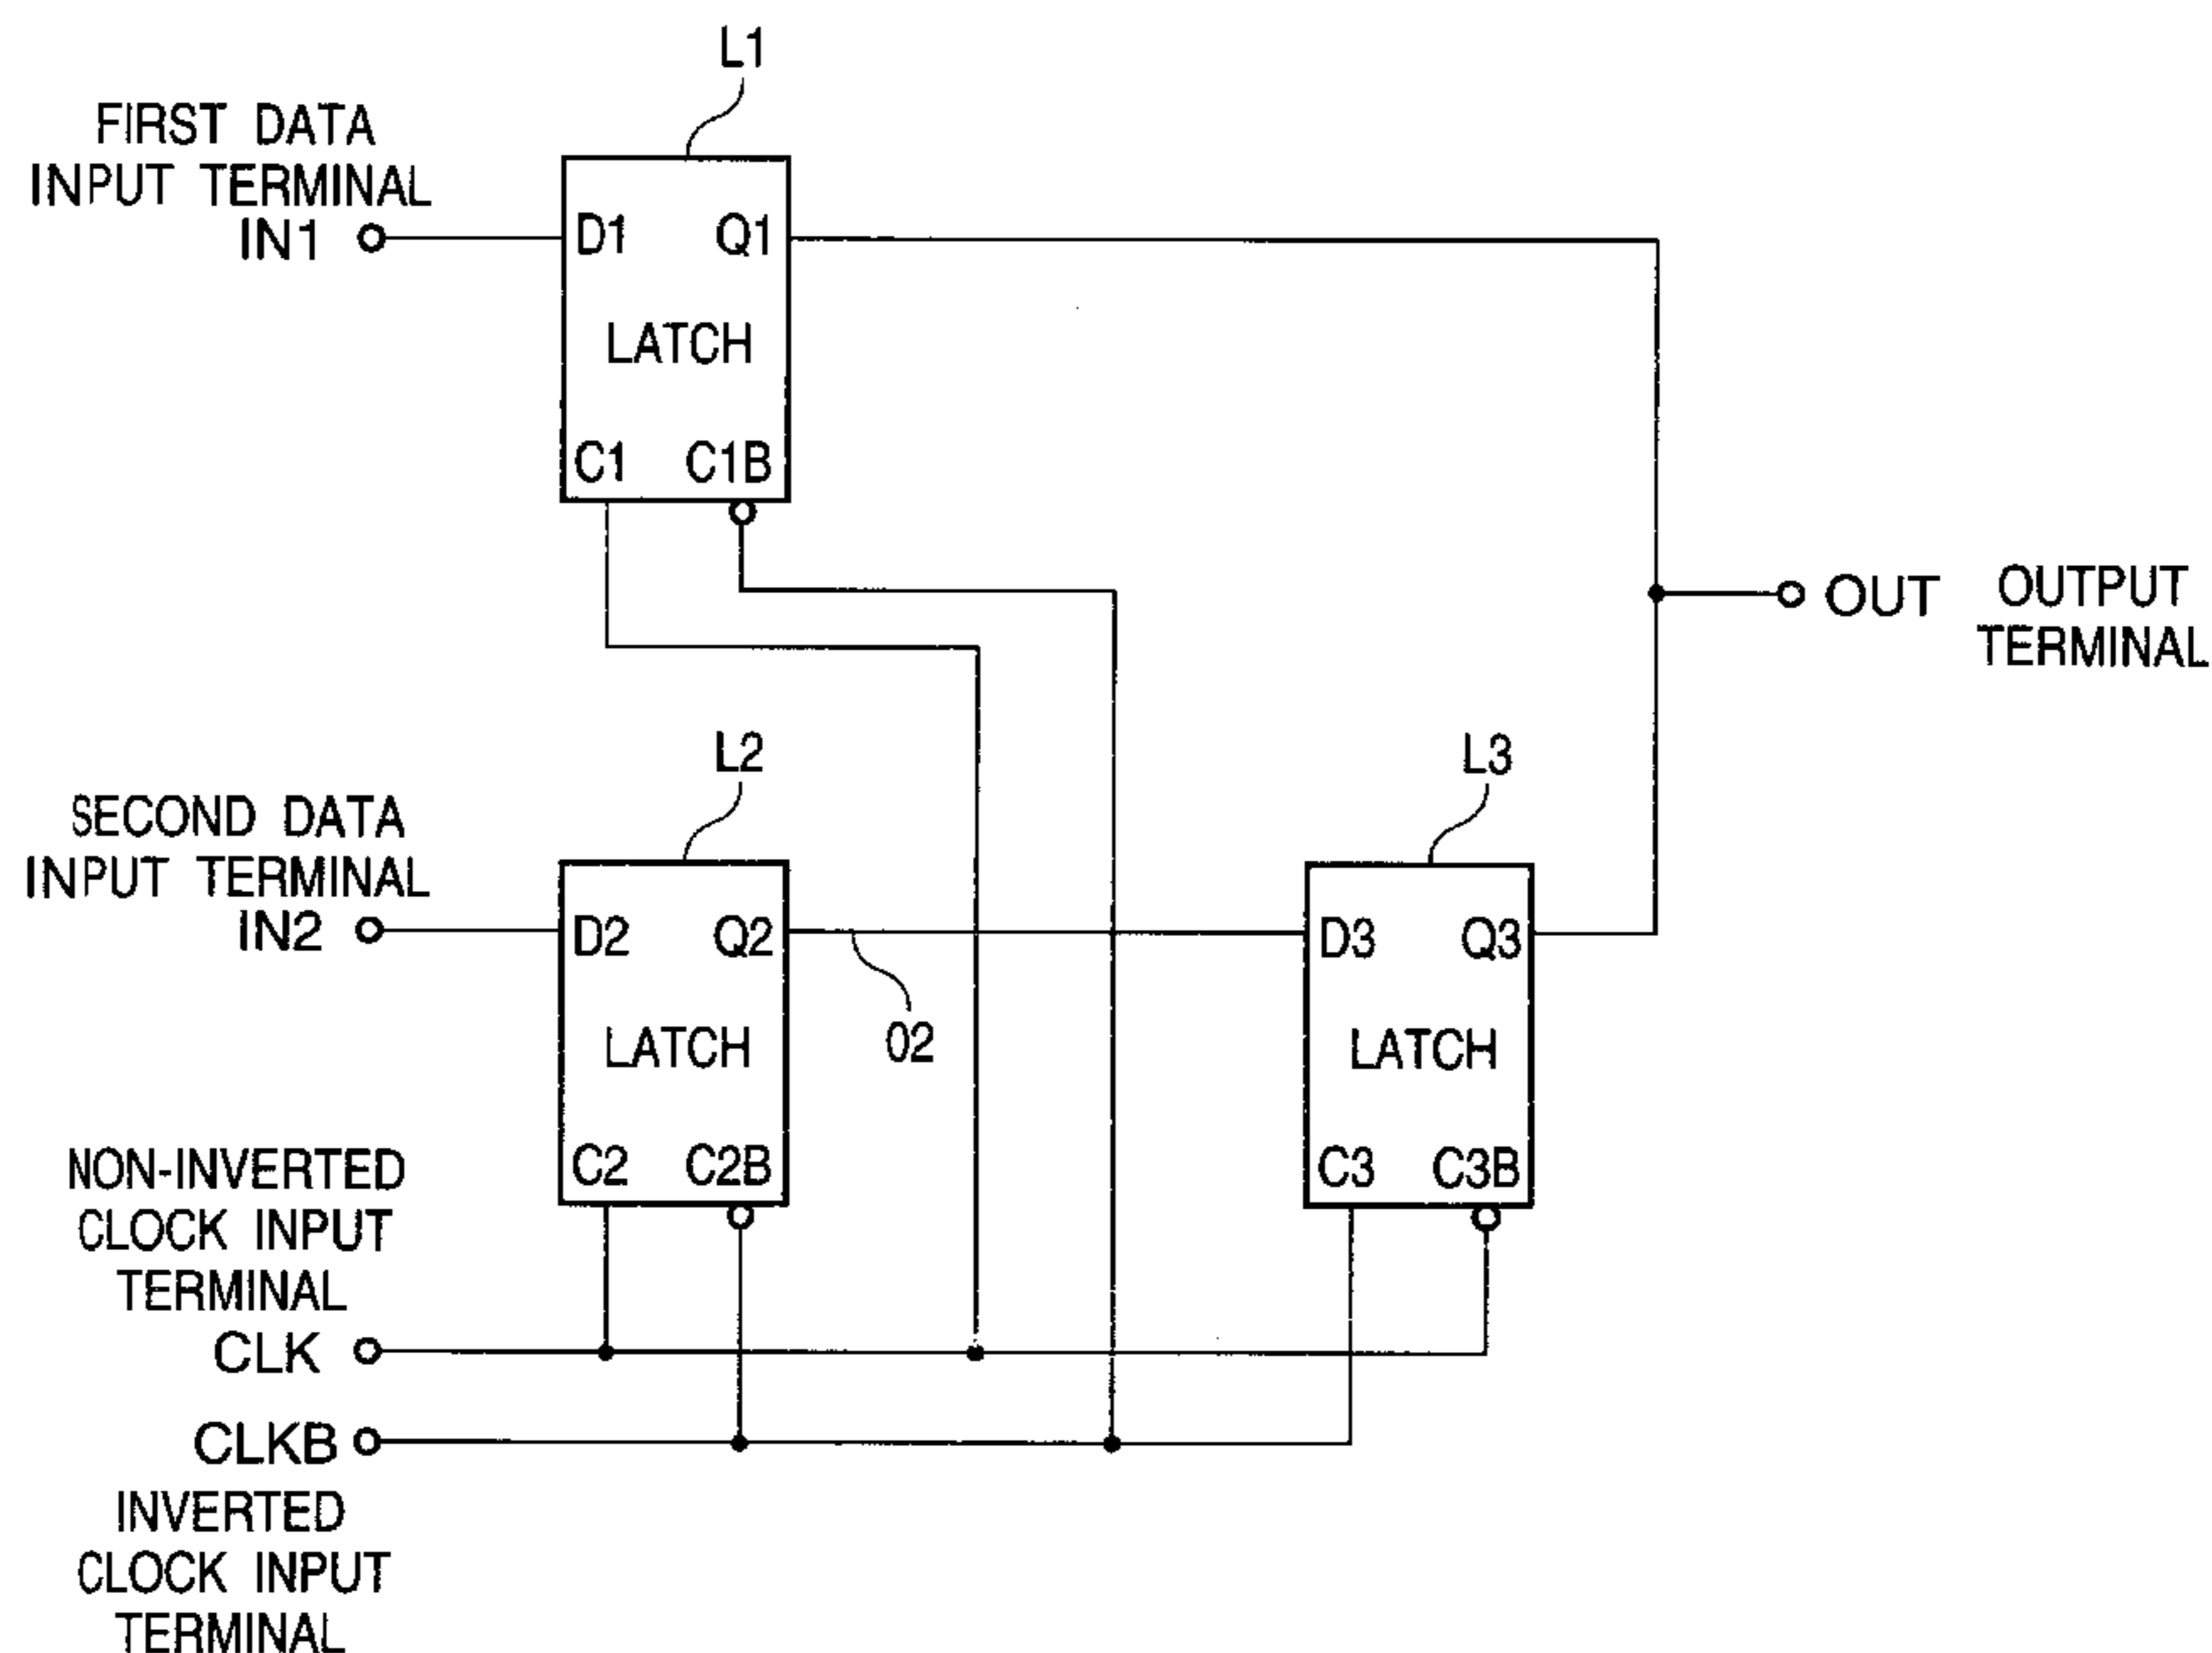 L1
FIRST DATA
INPUT TERMINAL
IN1
D1 Q1
LATCH
C1 C1B
OUT
OUTPUT
TERMINAL
L2
L3
SECOND DATA
INPUT TERMINAL
IN2
D2 Q2
D3 Q3
02
LATCH
LATCH
C2 C2B
C3 C3B
NON-INVERTED
CLOCK INPUT
TERMINAL
CLK
CLKB
INVERTED
CLOCK INPUT
TERMINAL